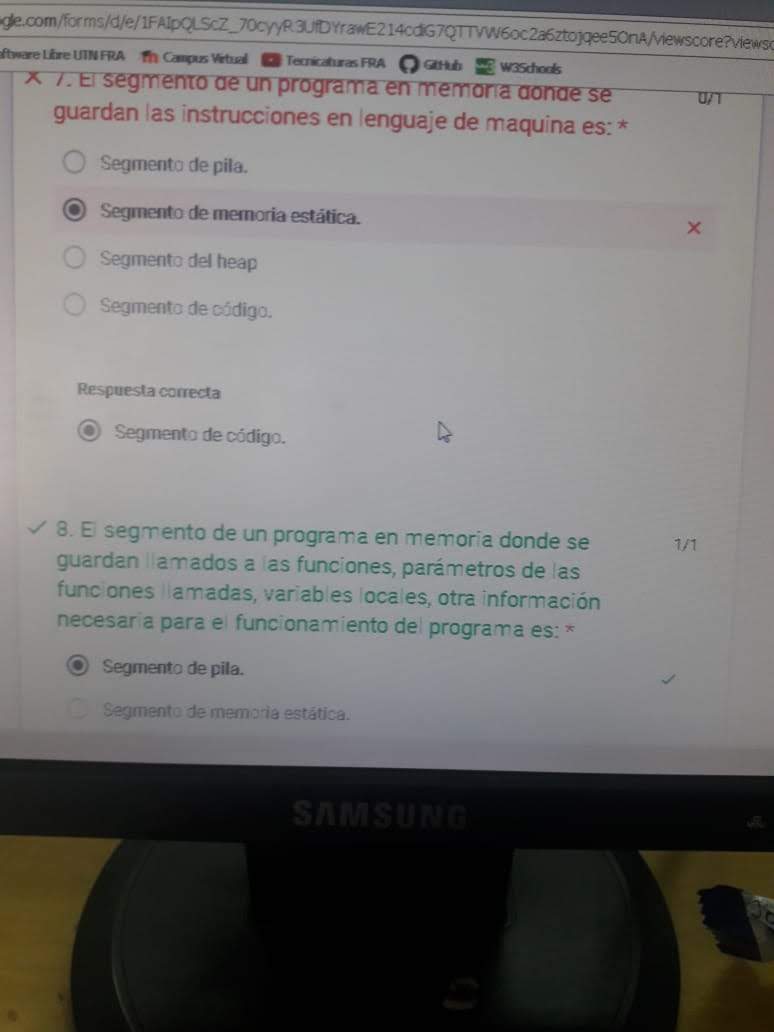 gle.com/forms/d/e/1FAIpQLScZ_70cyyR3UfDYrawE214cdiG7QTTVW6oc2a6ztojqee5OnA/viewscore?viewsc
ftware Libre UTN FRA Campus Virtual Tecnicaturas FRA GitHub W3Schools
7. El segmento de un programa en memoria donde se 0/1
guardan las instrucciones en lenguaje de maquina es: *
Segmento de pila.
Segmento de memoria estática.
Segmento del heap
Segmento de código.
Respuesta correcta
Segmento de código.
8. El segmento de un programa en memoria donde se 1/1
guardan llamados a las funciones, parámetros de las
funciones llamadas, variables locales, otra información
necesaria para el funcionamiento del programa es: *
Segmento de pila.
Segmento de memoria estática.
SAMSUNG